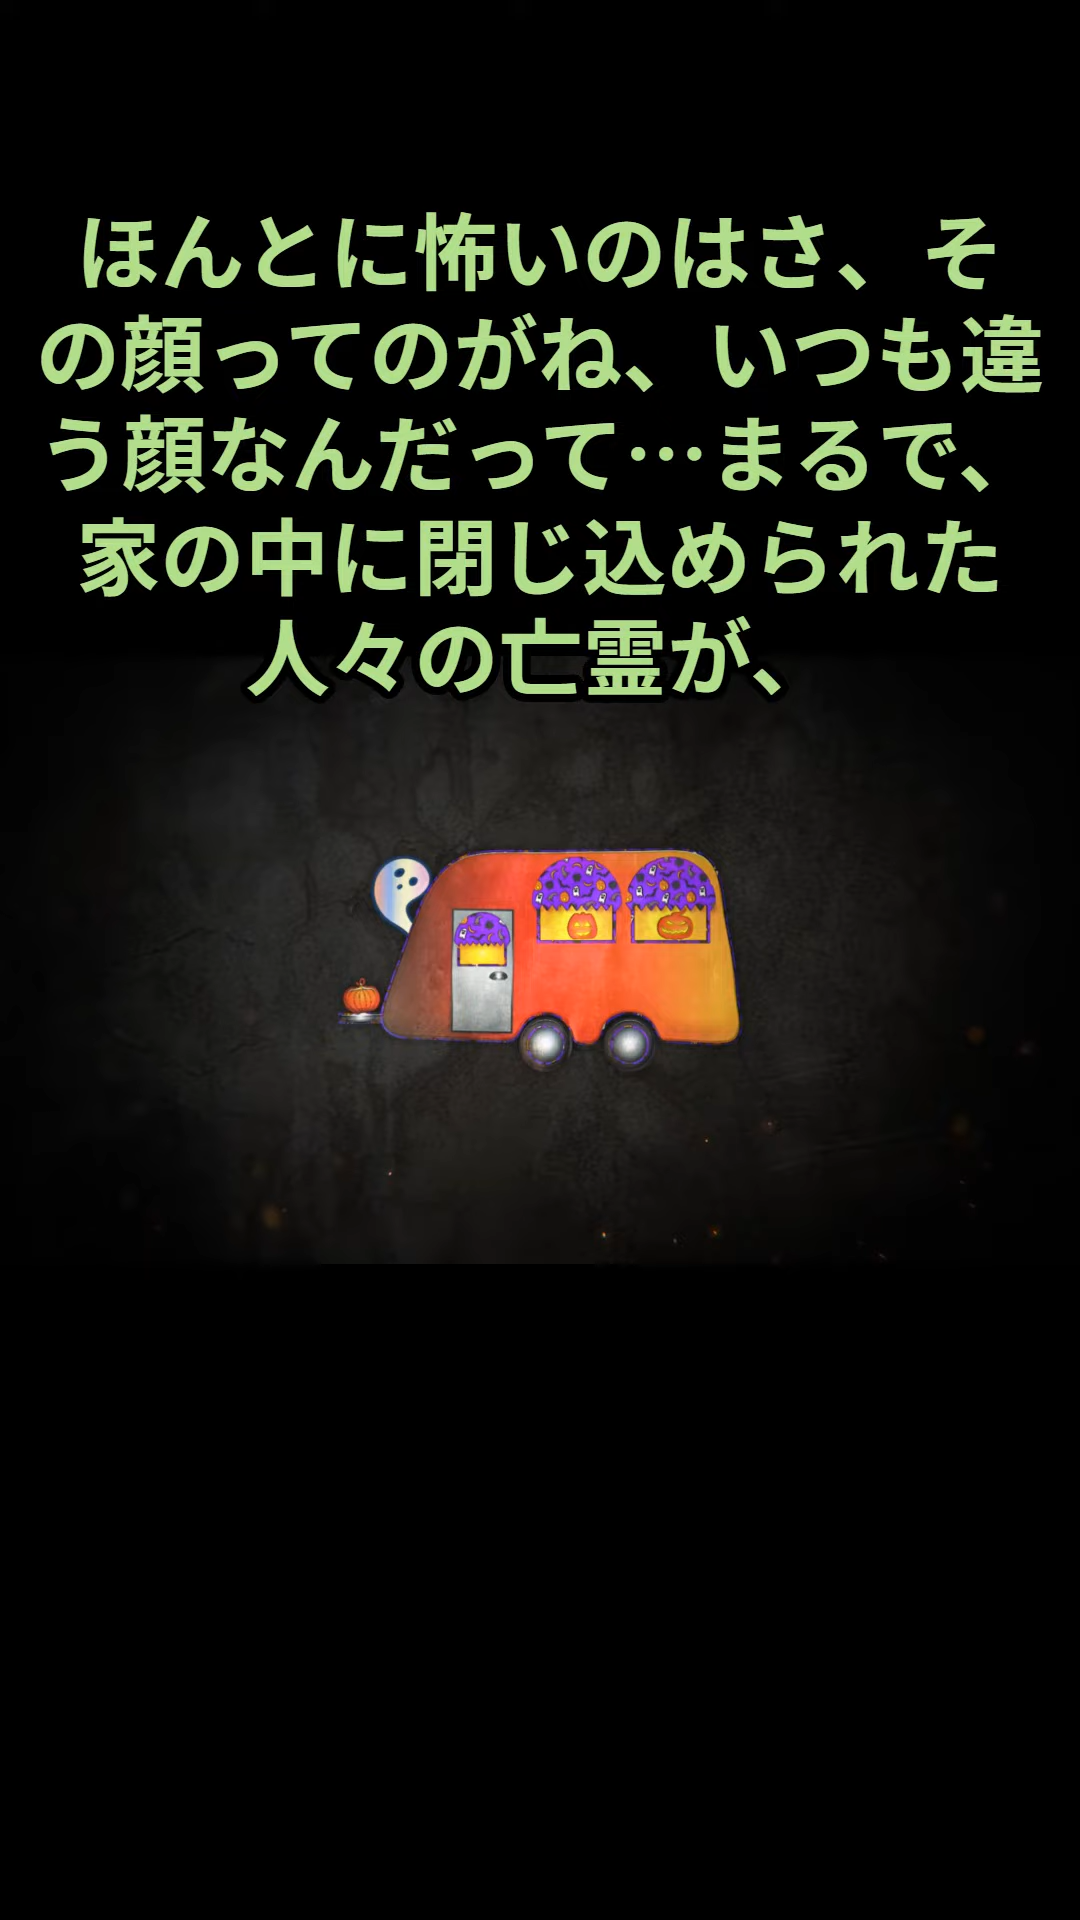 ほんとに怖いのはさ、そ
の顔ってのがね、いつも違
う顔なんだって…まるで、
家の中に閉じ込められた
人々の亡霊が、